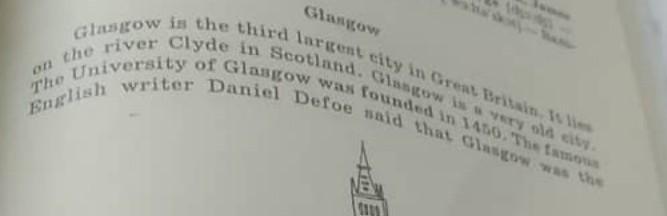 Glasgow
Glasgow is the third largest city in Great Britain. It lies
on the river Clyde in Scotland. Glasgow is a very old city.
The University of Glasgow was founded in 1450. The famous
English writer Daniel Defoe said that Glasgow was the